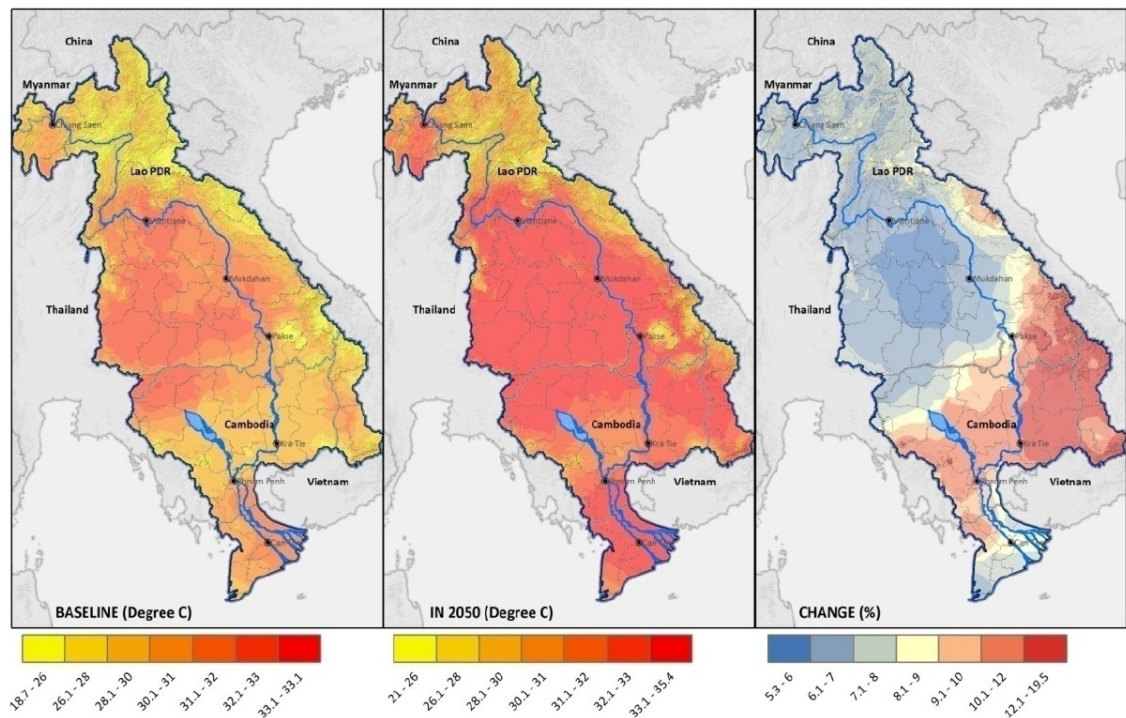 China
Myanmar
Chiang Saen
Lao PDR
Vientiane
Mukdahan
Thailand
Pakse
Cambodia
Kra Tie
Phnom Penh
Vietnam
BASELINE (Degree C)
18.7 - 26
26.1 - 28
28.1 - 30
30.1 - 31
31.1 - 32
32.1 - 33
33.1 - 33.1
China
Myanmar
Chiang Saen
Lao PDR
Vientiane
Mukdahan
Thailand
Pakse
Cambodia
Kra Tie
Phnom Penh
Vietnam
IN 2050 (Degree C)
21 - 26
26.1 - 28
28.1 - 30
30.1 - 31
31.1 - 32
32.1 - 33
33.1 - 35.4
China
Myanmar
Chiang Saen
Lao PDR
Vientiane
Mukdahan
Thailand
Pakse
Cambodia
Kra Tie
Phnom Penh
Vietnam
CHANGE (%)
5.3 - 6
6.1 - 7
7.1 - 8
8.1 - 9
9.1 - 10
10.1 - 12
12.1 - 19.5